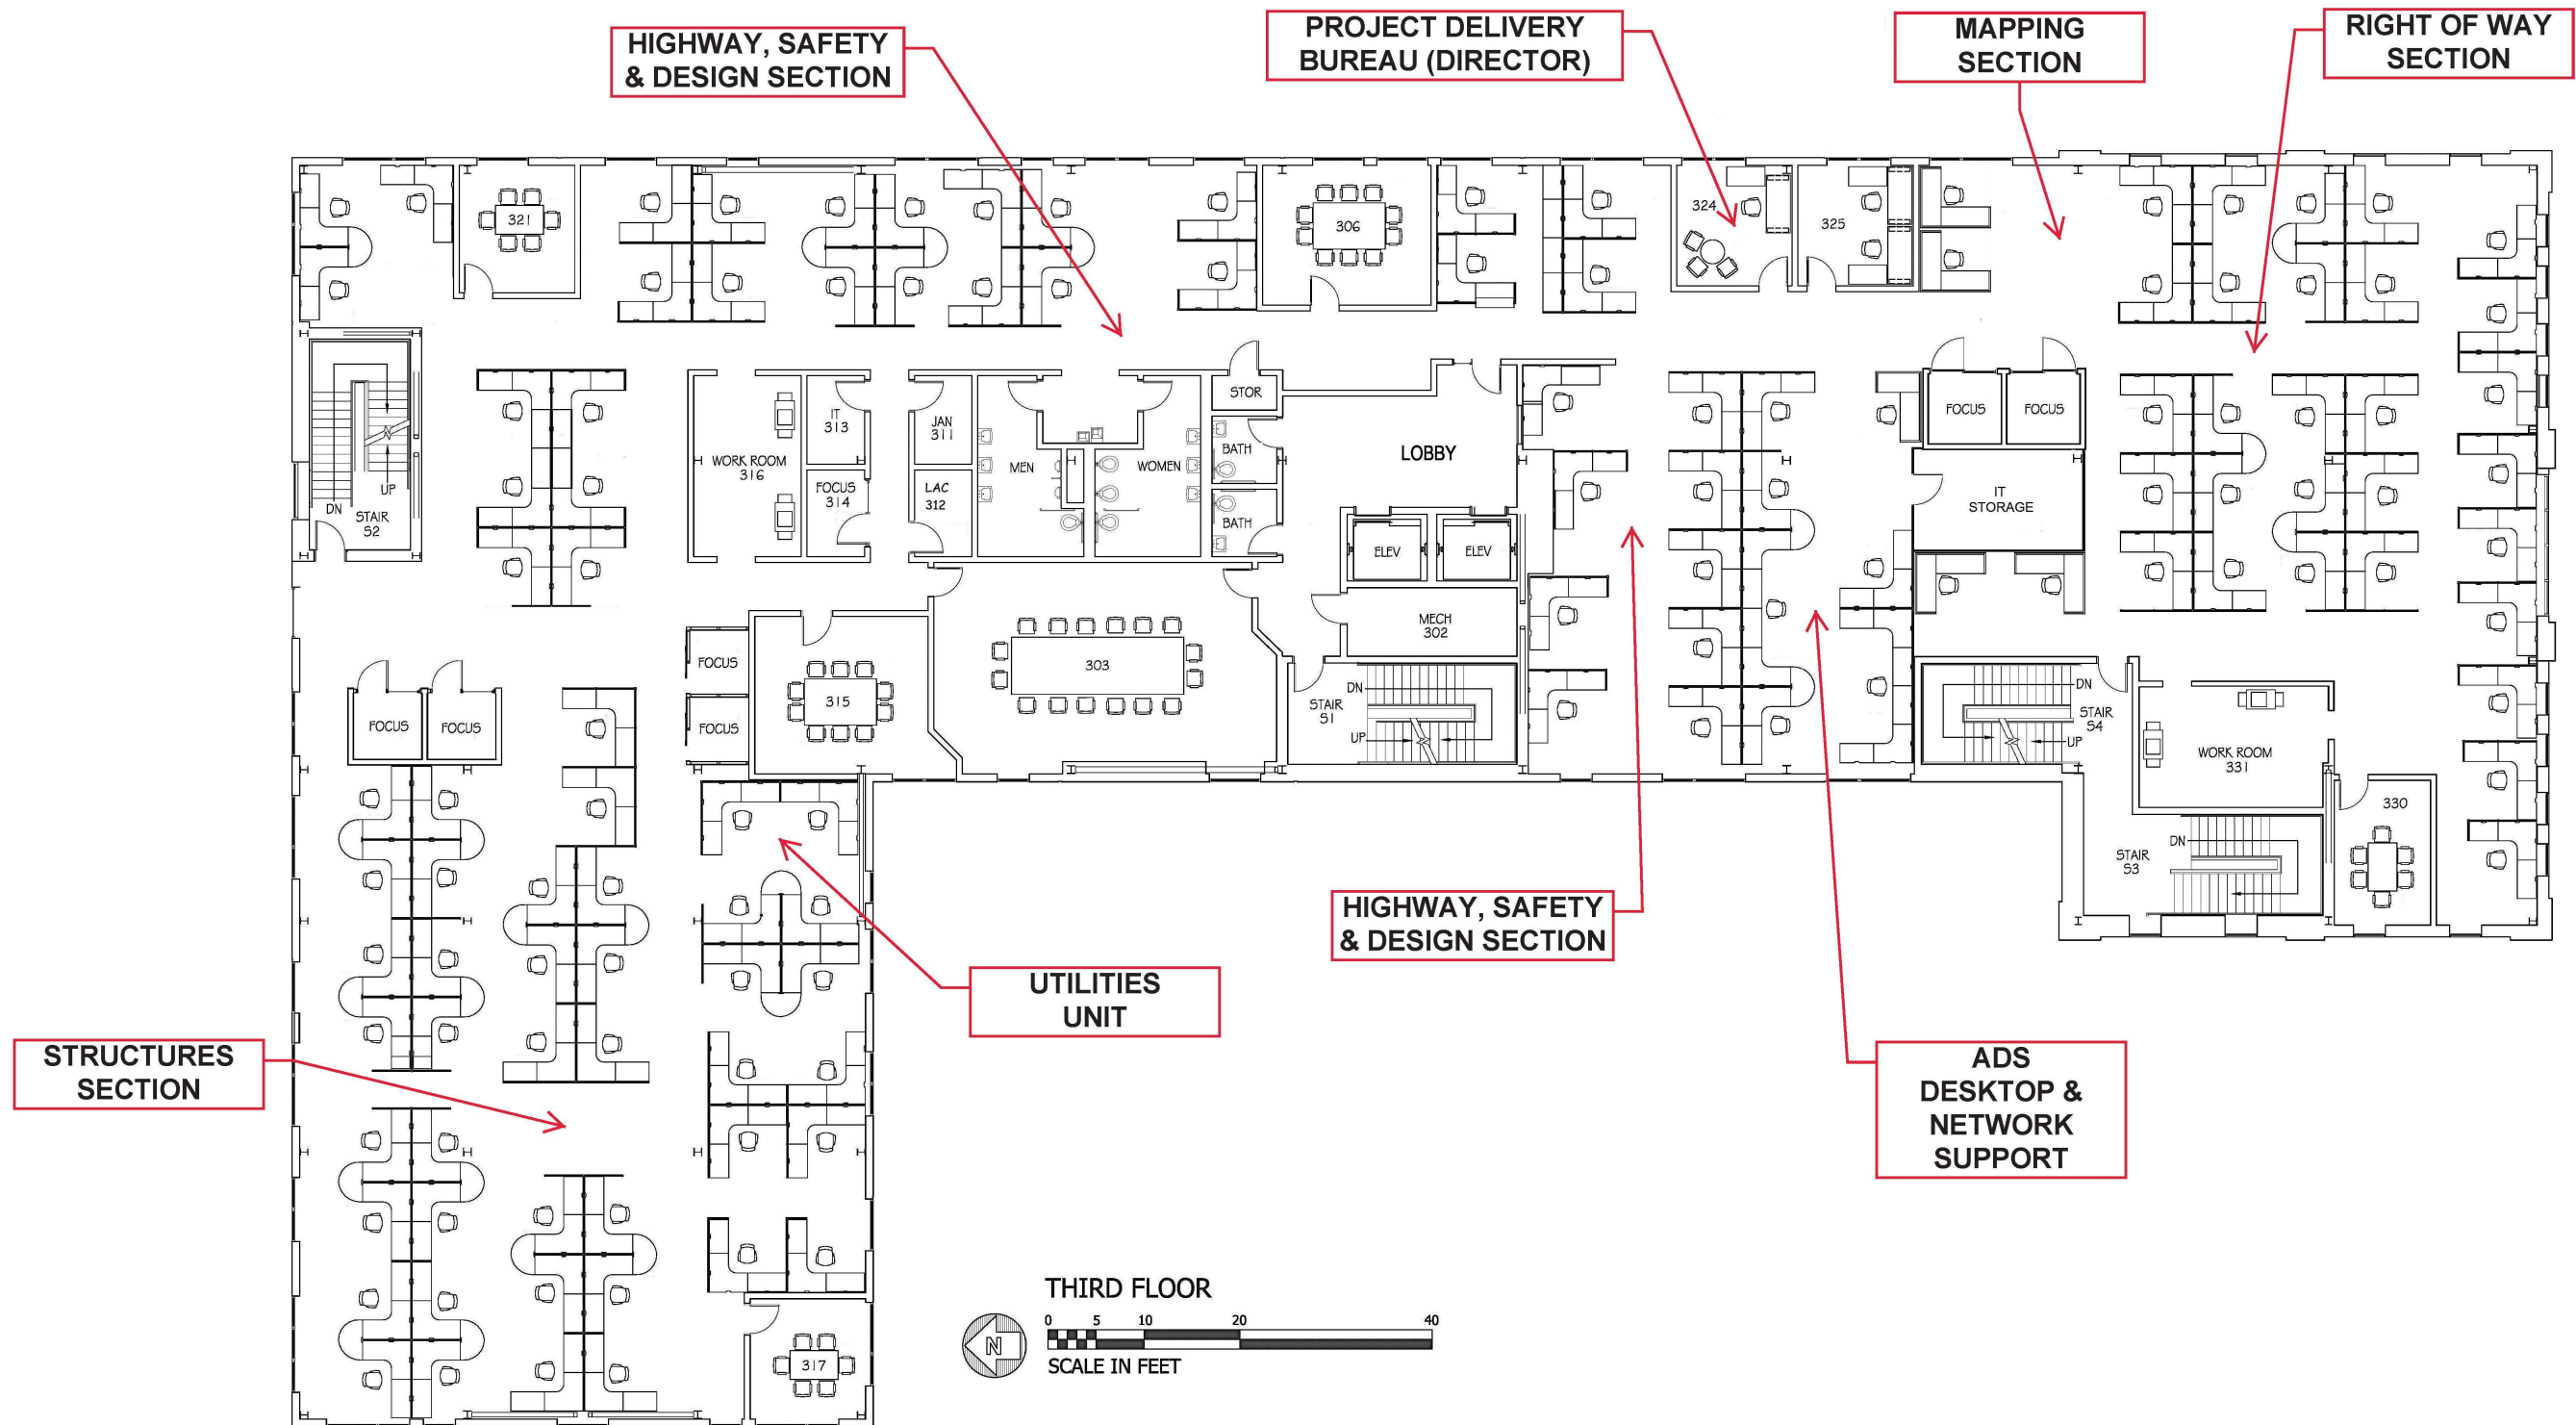 HIGHWAY, SAFETY
& DESIGN SECTION
PROJECT DELIVERY
BUREAU (DIRECTOR)
MAPPING
SECTION
RIGHT OF WAY
SECTION
321
306
324
325
STOR
IT
313
JAN
311
WORK ROOM
316
FOCUS
314
LAC
312
MEN
WOMEN
BATH
BATH
LOBBY
FOCUS
FOCUS
IT
STORAGE
UP
DN
STAIR
S2
ELEV
ELEV
MECH
302
FOCUS
FOCUS
315
303
DN
STAIR
S1
UP
DN
STAIR
S4
UP
FOCUS
FOCUS
WORK ROOM
331
330
DN
STAIR
S3
HIGHWAY, SAFETY
& DESIGN SECTION
UTILITIES
UNIT
STRUCTURES
SECTION
ADS
DESKTOP &
NETWORK
SUPPORT
317
THIRD FLOOR
N
0 5 10 20 40
SCALE IN FEET